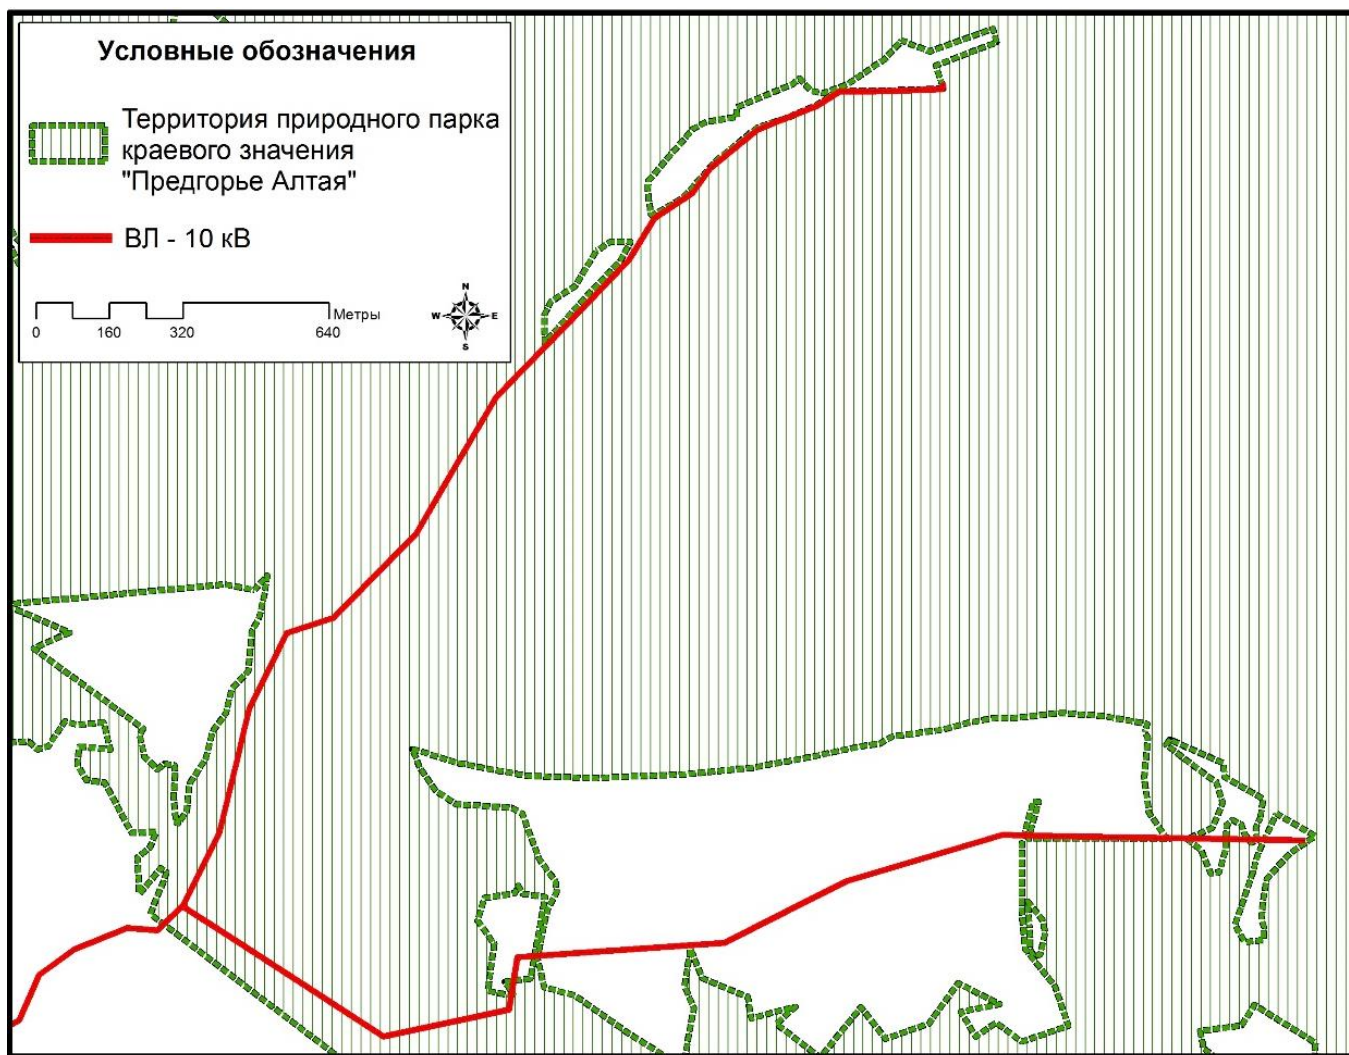 Условные обозначения
Территория природного парка
краевого значения
"Предгорье Алтая"
ВЛ - 10 кВ
Метры
0 160 320 640
N
W E
S